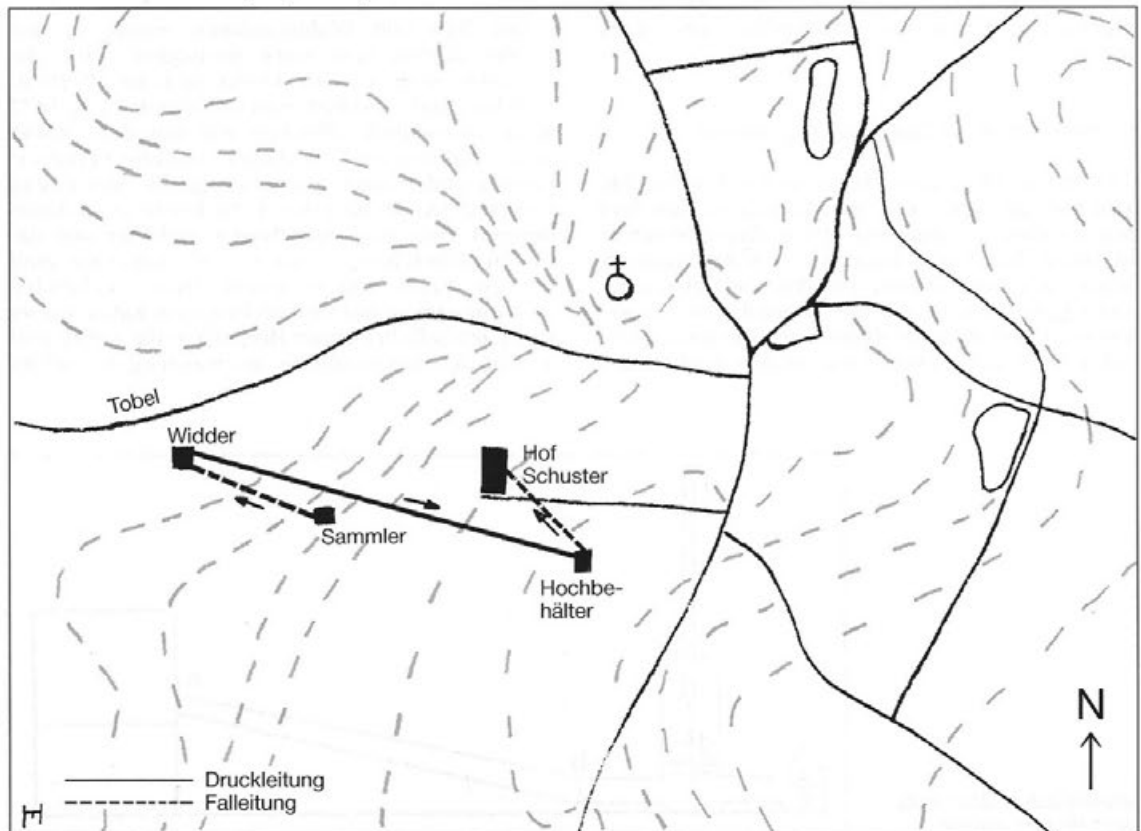 Tobel
Widder
Sammler
Hof
Schuster
Hochbe-
hälter
N
Druckleitung
Falleitung